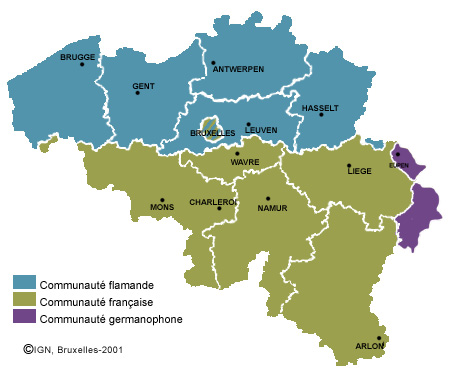 BRUGGE
ANTWERPEN
GENT
HASSELT
BRUXELLES
LEUVEN
WAVRE
EUPEN
LIEGE
MONS
CHARLEROI
NAMUR
Communauté flamande
Communauté française
Communauté germanophone
©IGN, Bruxelles-2001
ARLON